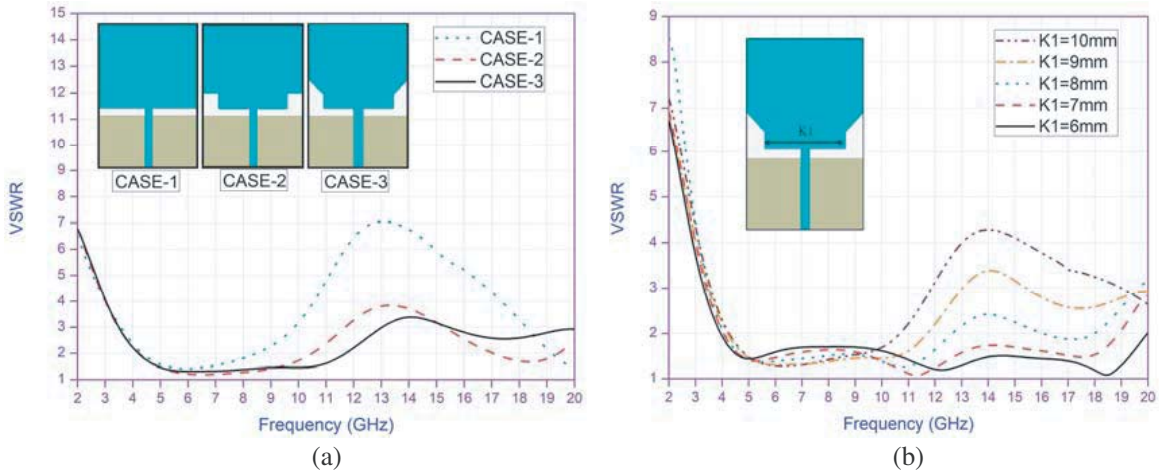 15
14
13
12
11
10
9
8
7
6
5
4
3
2
1
VSWR
CASE-1
CASE-2
CASE-3
CASE-1
CASE-2
CASE-3
2 3 4 5 6 7 8 9 10 11 12 13 14 15 16 17 18 19 20
Frequency (GHz)
(a)
9
8
7
6
5
4
3
2
1
VSWR
K1
K1=10mm
K1=9mm
K1=8mm
K1=7mm
K1=6mm
2 3 4 5 6 7 8 9 10 11 12 13 14 15 16 17 18 19 20
Frequency (GHz)
(b)